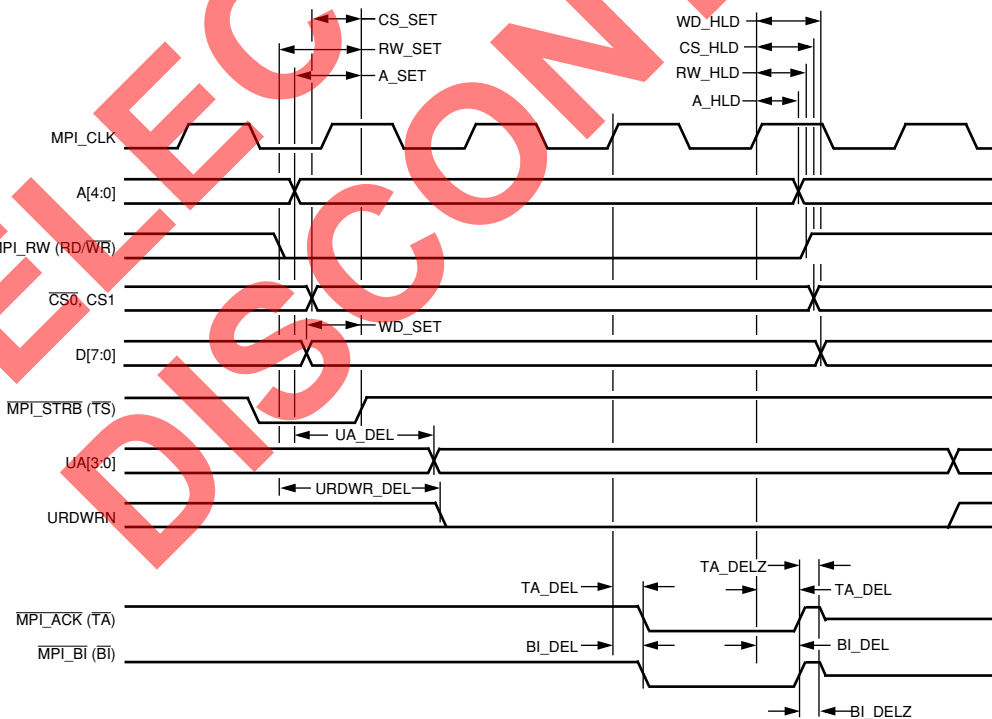 CS_SET
RW_SET
A_SET
WD_HLD
CS_HLD
RW_HLD
A_HLD
MPI_CLK
A[4:0]
MPI_RW (RD/WR)
CS0, CS1
WD_SET
D[7:0]
MPI_STRB (TS)
UA_DEL
UA[3:0]
URDWR_DEL
URDWRN
TA_DELZ
TA_DEL
TA_DEL
MPI_ACK (TA)
BI_DEL
BI_DEL
MPI_BI (BI)
BI_DELZ
ELEC
DISCON